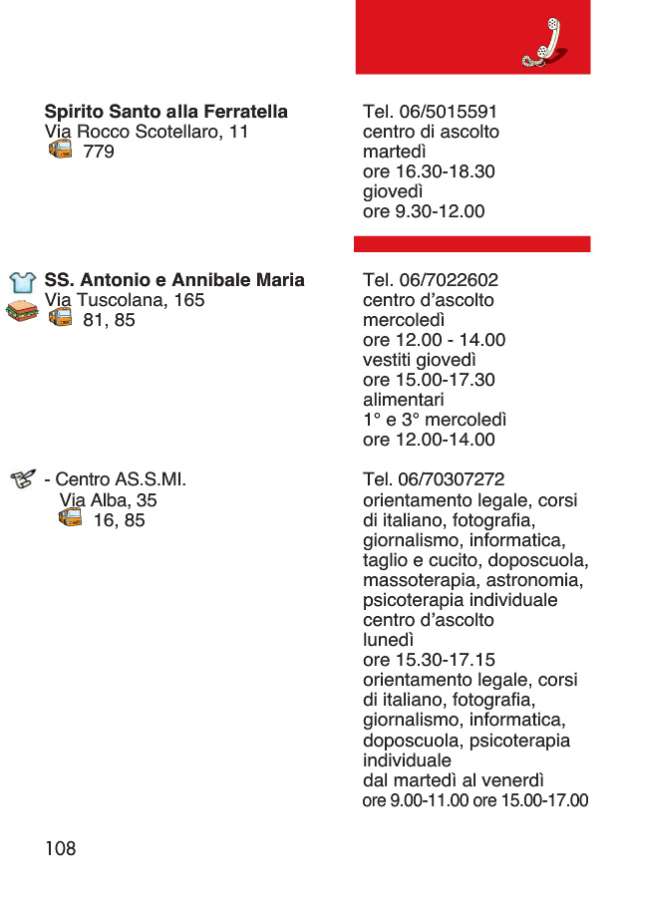 Spirito Santo alla Ferratella
Via Rocco Scotellaro, 11
779
Tel. 06/5015591
centro di ascolto
martedì
ore 16.30-18.30
giovedì
ore 9.30-12.00
SS. Antonio e Annibale Maria
Via Tuscolana, 165
81, 85
Tel. 06/7022602
centro d'ascolto
mercoledì
ore 12.00 - 14.00
vestiti giovedì
ore 15.00-17.30
alimentari
1° e 3° mercoledì
ore 12.00-14.00
- Centro AS.S.MI.
Via Alba, 35
16, 85
Tel. 06/70307272
orientamento legale, corsi
di italiano, fotografia,
giornalismo, informatica,
taglio e cucito, doposcuola,
massoterapia, astronomia,
psicoterapia individuale
centro d'ascolto
lunedì
ore 15.30-17.15
orientamento legale, corsi
di italiano, fotografia,
giornalismo, informatica,
doposcuola, psicoterapia
individuale
dal martedì al venerdì
ore 9.00-11.00 ore 15.00-17.00
108